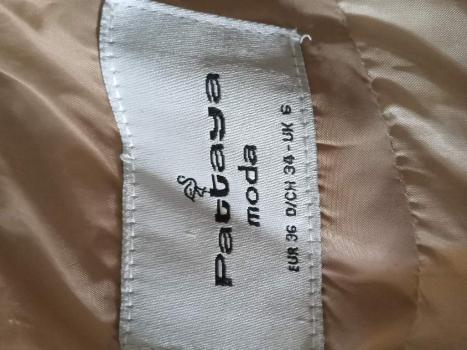 Pattaya
moda
EUR 36 D/CH 34 - UK 6